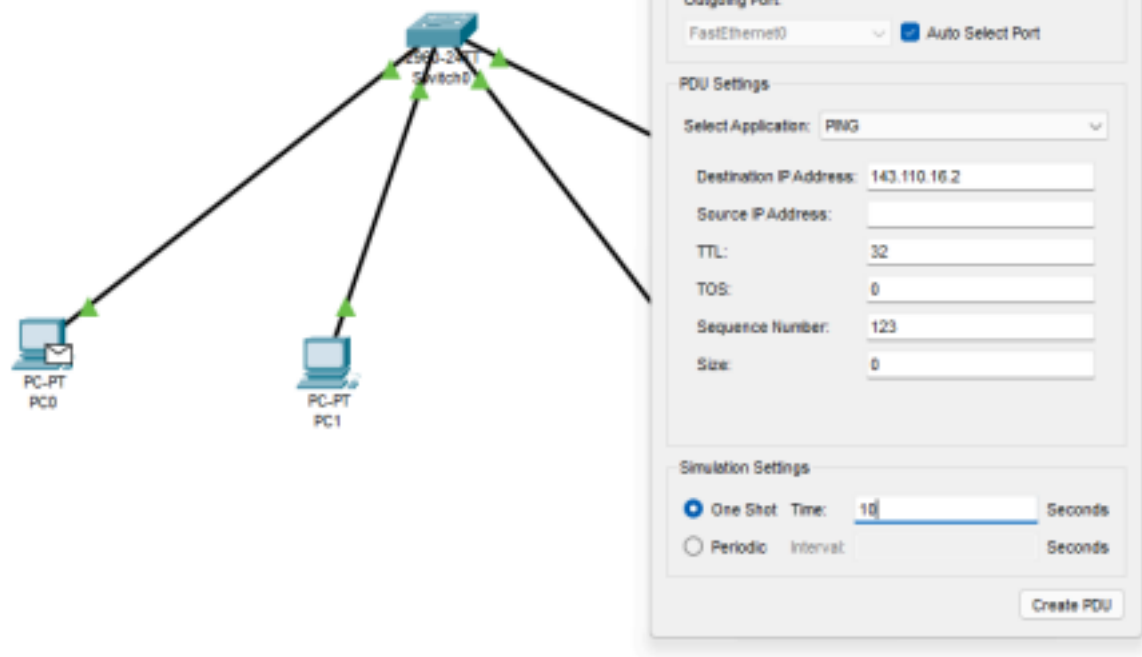 Outgoing Port:
FastEthernet0
Auto Select Port
Switch0
PDU Settings
Select Application: PING
Destination IP Address: 143.110.16.2
Source IP Address:
TTL: 32
TOS: 0
Sequence Number: 123
Size: 0
PC-PT
PC0
PC-PT
PC1
Simulation Settings
One Shot Time: 10 Seconds
Periodic Interval: Seconds
Create PDU